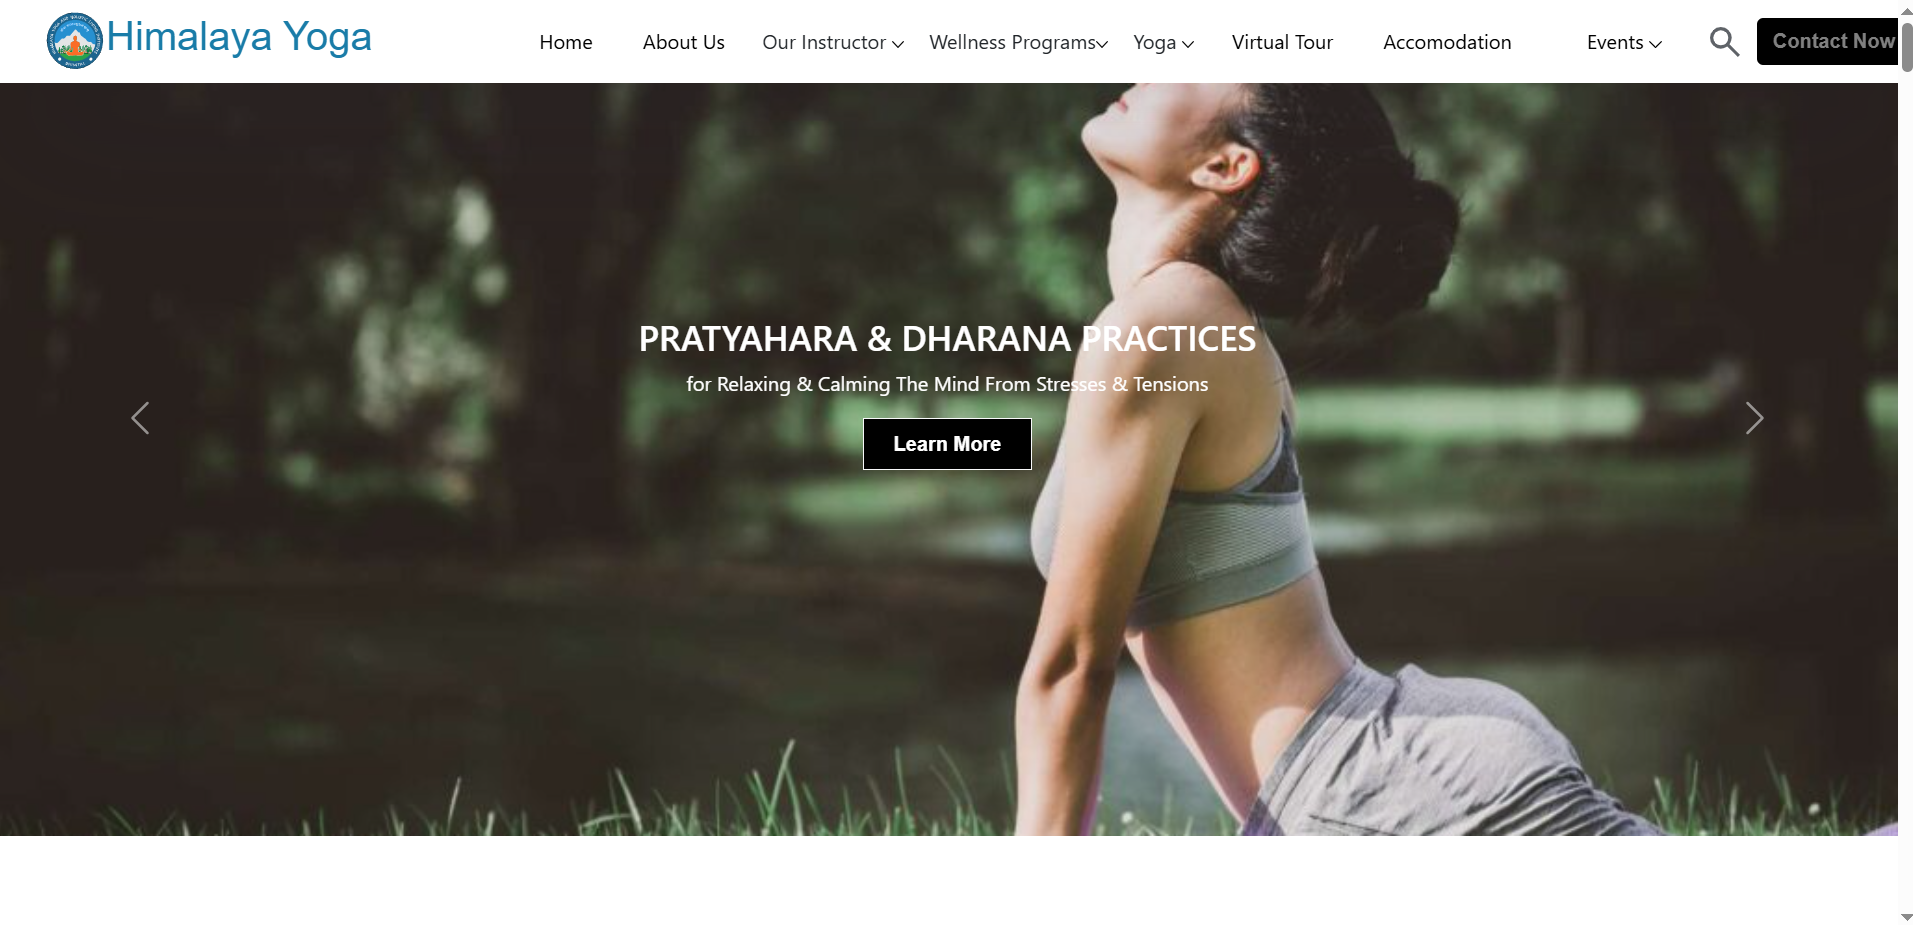 Himalaya Yoga
Home
About Us
Our Instructor
Wellness Programs
Yoga
Virtual Tour
Accomodation
Events
Contact Now
PRATYAHARA & DHARANA PRACTICES
for Relaxing & Calming The Mind From Stresses & Tensions
Learn More